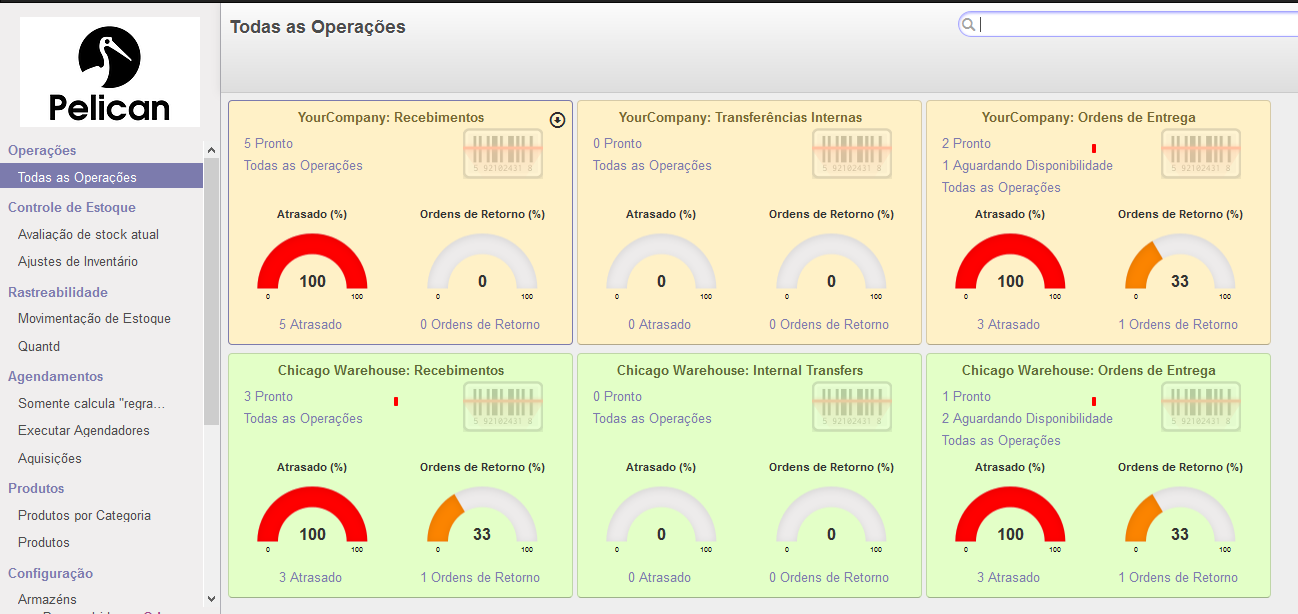 Pelican
Operações
Todas as Operações
Controle de Estoque
Avaliação de stock atual
Ajustes de Inventário
Rastreabilidade
Movimentação de Estoque
Quantd
Agendamentos
Somente calcula "regra...
Executar Agendadores
Aquisições
Produtos
Produtos por Categoria
Produtos
Configuração
Armazéns
Todas as Operações
YourCompany: Recebimentos
5 Pronto
Todas as Operações
5 92102431 8
Atrasado (%)
Ordens de Retorno (%)
100
0 100
0
0 100
5 Atrasado
0 Ordens de Retorno
YourCompany: Transferências Internas
0 Pronto
Todas as Operações
5 92102431 8
Atrasado (%)
Ordens de Retorno (%)
0
0 100
0
0 100
0 Atrasado
0 Ordens de Retorno
YourCompany: Ordens de Entrega
2 Pronto
1 Aguardando Disponibilidade
Todas as Operações
5 92102431 8
Atrasado (%)
Ordens de Retorno (%)
100
0 100
33
0 100
3 Atrasado
1 Ordens de Retorno
Chicago Warehouse: Recebimentos
3 Pronto
Todas as Operações
5 92102431 8
Atrasado (%)
Ordens de Retorno (%)
100
0 100
33
0 100
3 Atrasado
1 Ordens de Retorno
Chicago Warehouse: Internal Transfers
0 Pronto
Todas as Operações
5 92102431 8
Atrasado (%)
Ordens de Retorno (%)
0
0 100
0
0 100
0 Atrasado
0 Ordens de Retorno
Chicago Warehouse: Ordens de Entrega
1 Pronto
2 Aguardando Disponibilidade
Todas as Operações
5 92102431 8
Atrasado (%)
Ordens de Retorno (%)
100
0 100
33
0 100
3 Atrasado
1 Ordens de Retorno